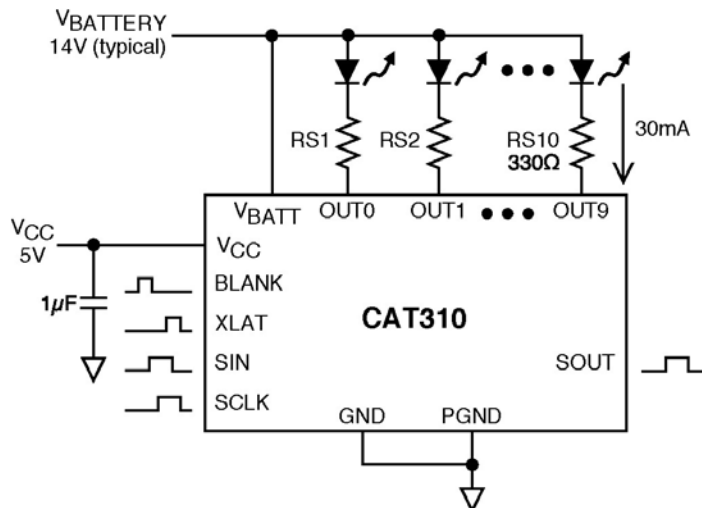 VBATTERY
14V (typical)
RS1
RS2
RS10
330Ω
30mA
VBATT
OUT0
OUT1
OUT9
VCC
5V
VCC
1µF
BLANK
XLAT
SIN
SCLK
CAT310
SOUT
GND
PGND